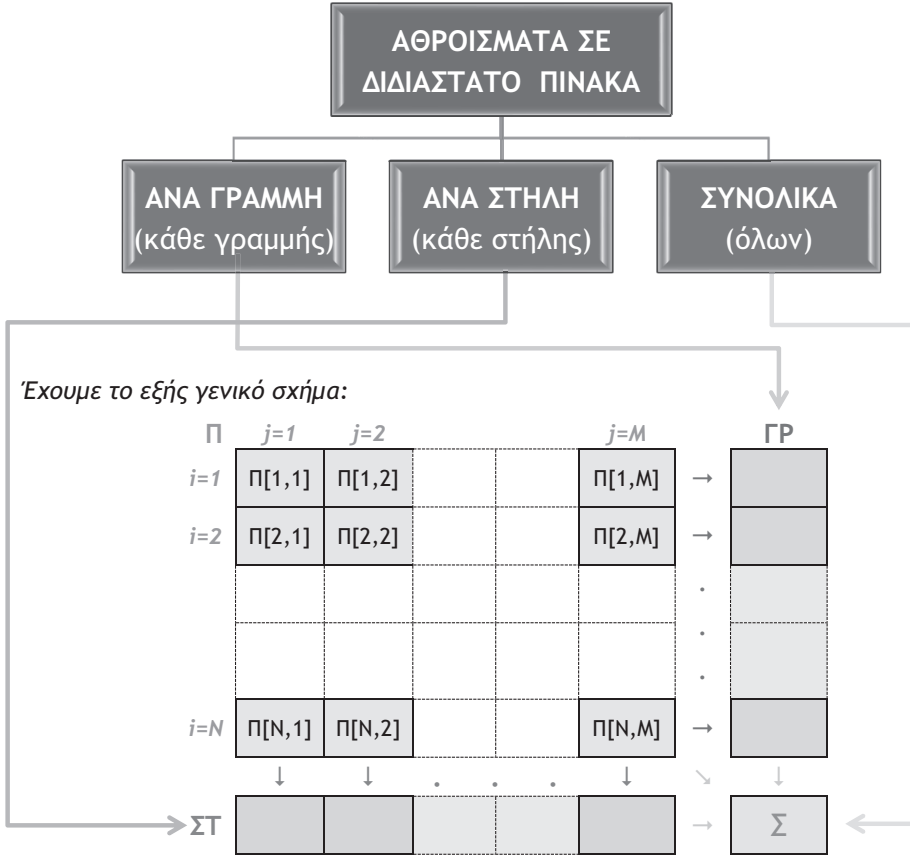 ΑΘΡΟΙΣΜΑΤΑ ΣΕ
ΔΙΔΙΑΣΤΑΤΟ ΠΙΝΑΚΑ
ΑΝΑ ΓΡΑΜΜΗ
(κάθε γραμμής)
ΑΝΑ ΣΤΗΛΗ
(κάθε στήλης)
ΣΥΝΟΛΙΚΑ
(όλων)
Έχουμε το εξής γενικό σχήμα:
Π j=1 j=2 j=M ΓΡ
i=1 Π[1,1] Π[1,2] Π[1,M] →
i=2 Π[2,1] Π[2,2] Π[2,M] →
.
.
.
i=N Π[N,1] Π[N,2] Π[N,M] →
↓ ↓ . . . ↓ ↘ ↓
ΣΤ → Σ